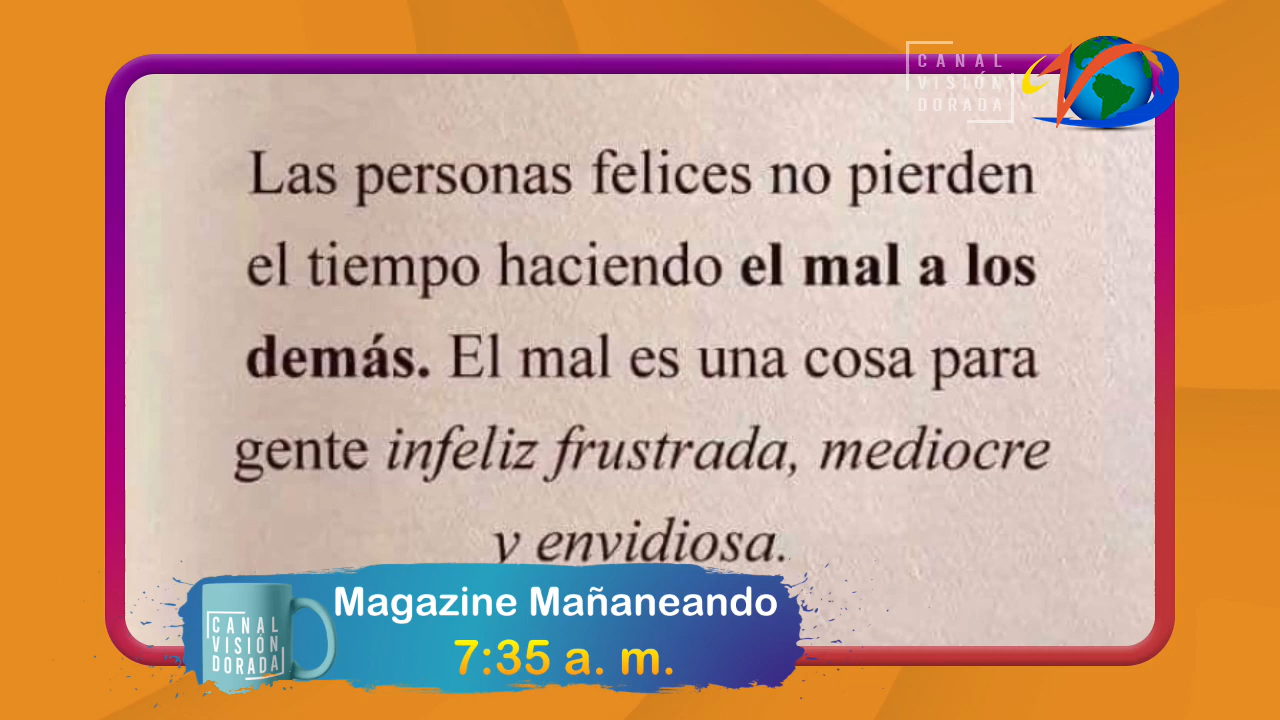 CANAL
VISIÓN
DORADA
Las personas felices no pierden
el tiempo haciendo el mal a los
demás. El mal es una cosa para
gente infeliz frustrada, mediocre
y envidiosa.
Magazine Mañaneando
7:35 a. m.
CANAL
VISIÓN
DORADA